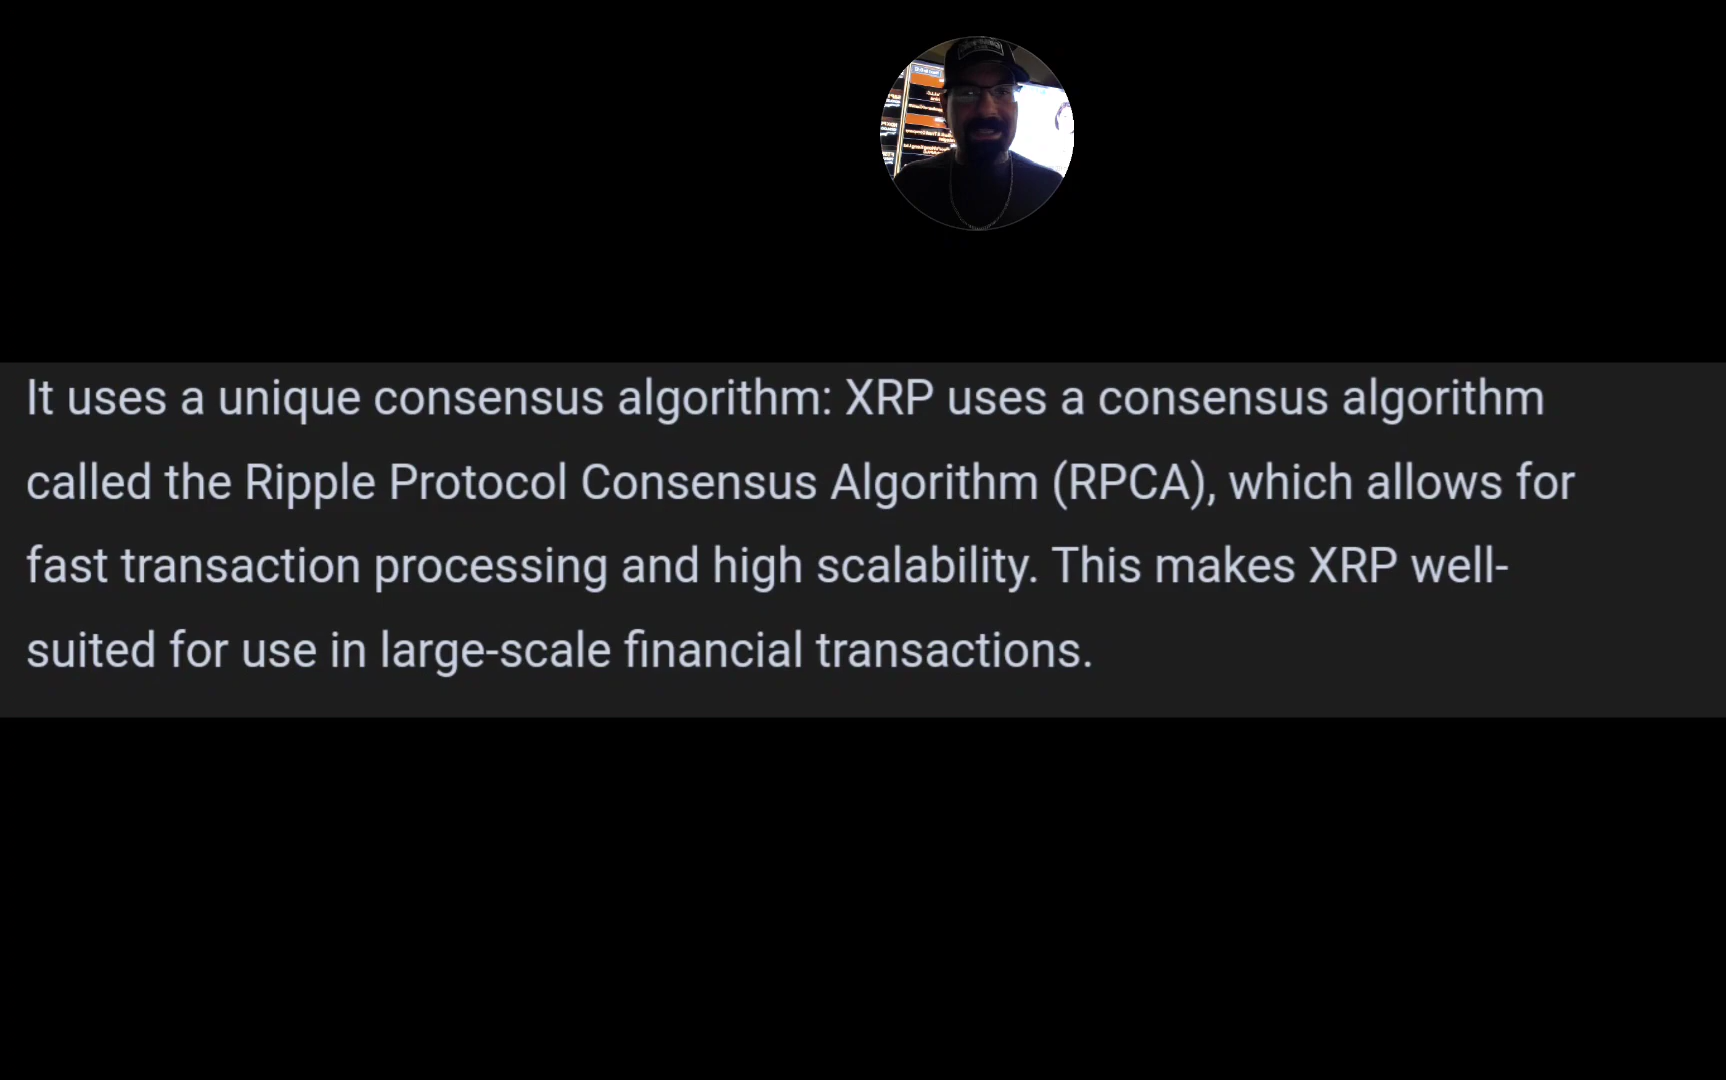 It uses a unique consensus algorithm: XRP uses a consensus algorithm
called the Ripple Protocol Consensus Algorithm (RPCA), which allows for
fast transaction processing and high scalability. This makes XRP well-
suited for use in large-scale financial transactions.